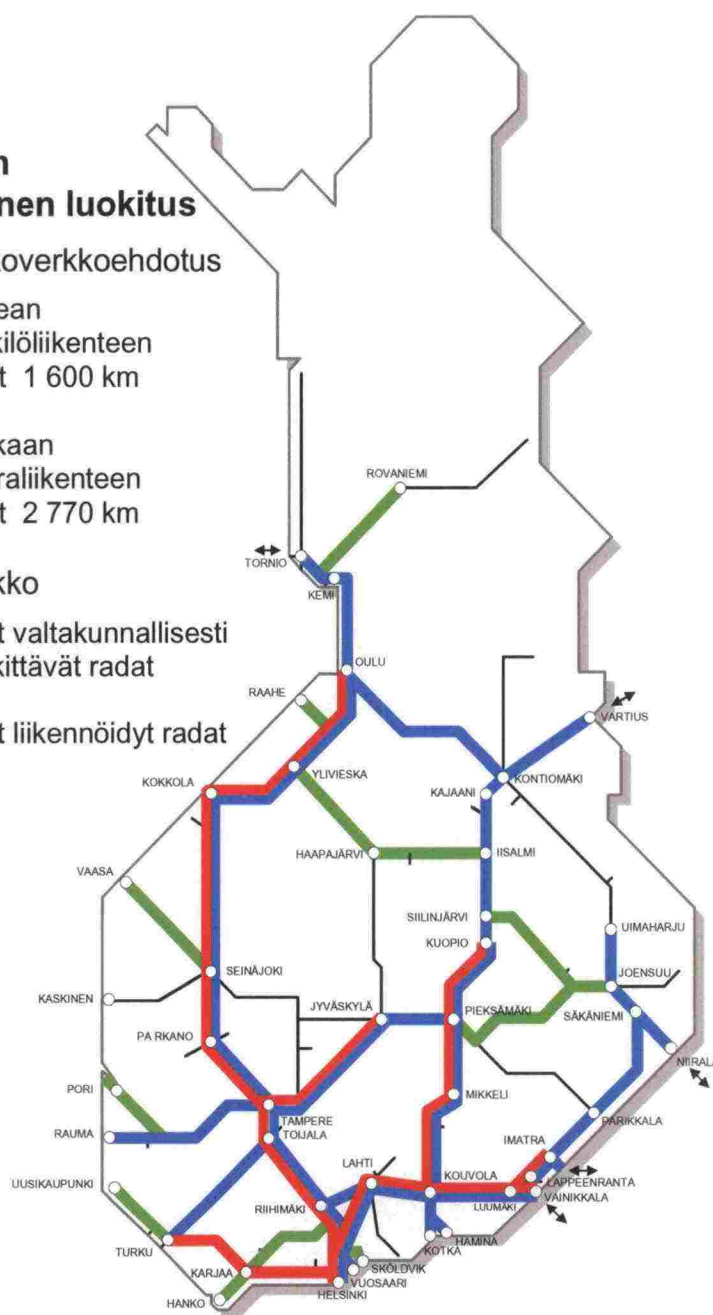 n
nen luokitus
overkkoehdotus
ean
kilöliikenteen
t 1 600 km
kaan
raliikenteen
t 2 770 km
kko
t valtakunnallisesti
kittävät radat
t liikennöidyt radat
ROVANIEMI
TORNIO
KEMI
OULU
RAAHE
VARTIUS
YLIVIESKA
KONTIOMÄKI
KOKKOLA
KAJAANI
HAAPAJÄRVI
IISALMI
VAASA
SIILINJÄRVI
UIMAHARJU
KUOPIO
SEINÄJOKI
JOENSUU
KASKINEN
JYVÄSKYLÄ
PIEKSÄMÄKI
SÄKÄNIEMI
PARKANO
NIIRALA
PORI
MIKKELI
PARIKKALA
TAMPERE
RAUMA
TOIJALA
IMATRA
LAHTI
KOUVOLA
LAPPEENRANTA
UUSIKAUPUNKI
LUUMÄKI
VAINIKKALA
RIIHIMÄKI
HAMINA
KOTKA
TURKU
SKÖLDVIK
KARJAA
VUOSAARI
HELSINKI
HANKO